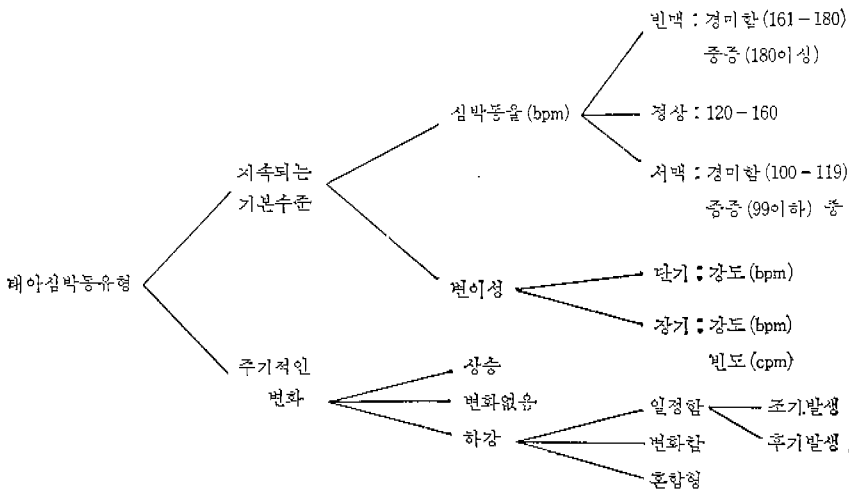 빈맥 : 경미함 (161-180)
중증 (180이상)
심박동율 (bpm)
정상 : 120-160
지속되는
기본수준
서맥 : 경미함 (100-119)
중증 (99이하) 중
태아심박동유형
변이성
단기 : 강도 (bpm)
장기 : 강도 (bpm)
빈도 (cpm)
주기적인
변화
상승
변화없음
하강
일정함
조기발생
후기발생
변화함
혼합형